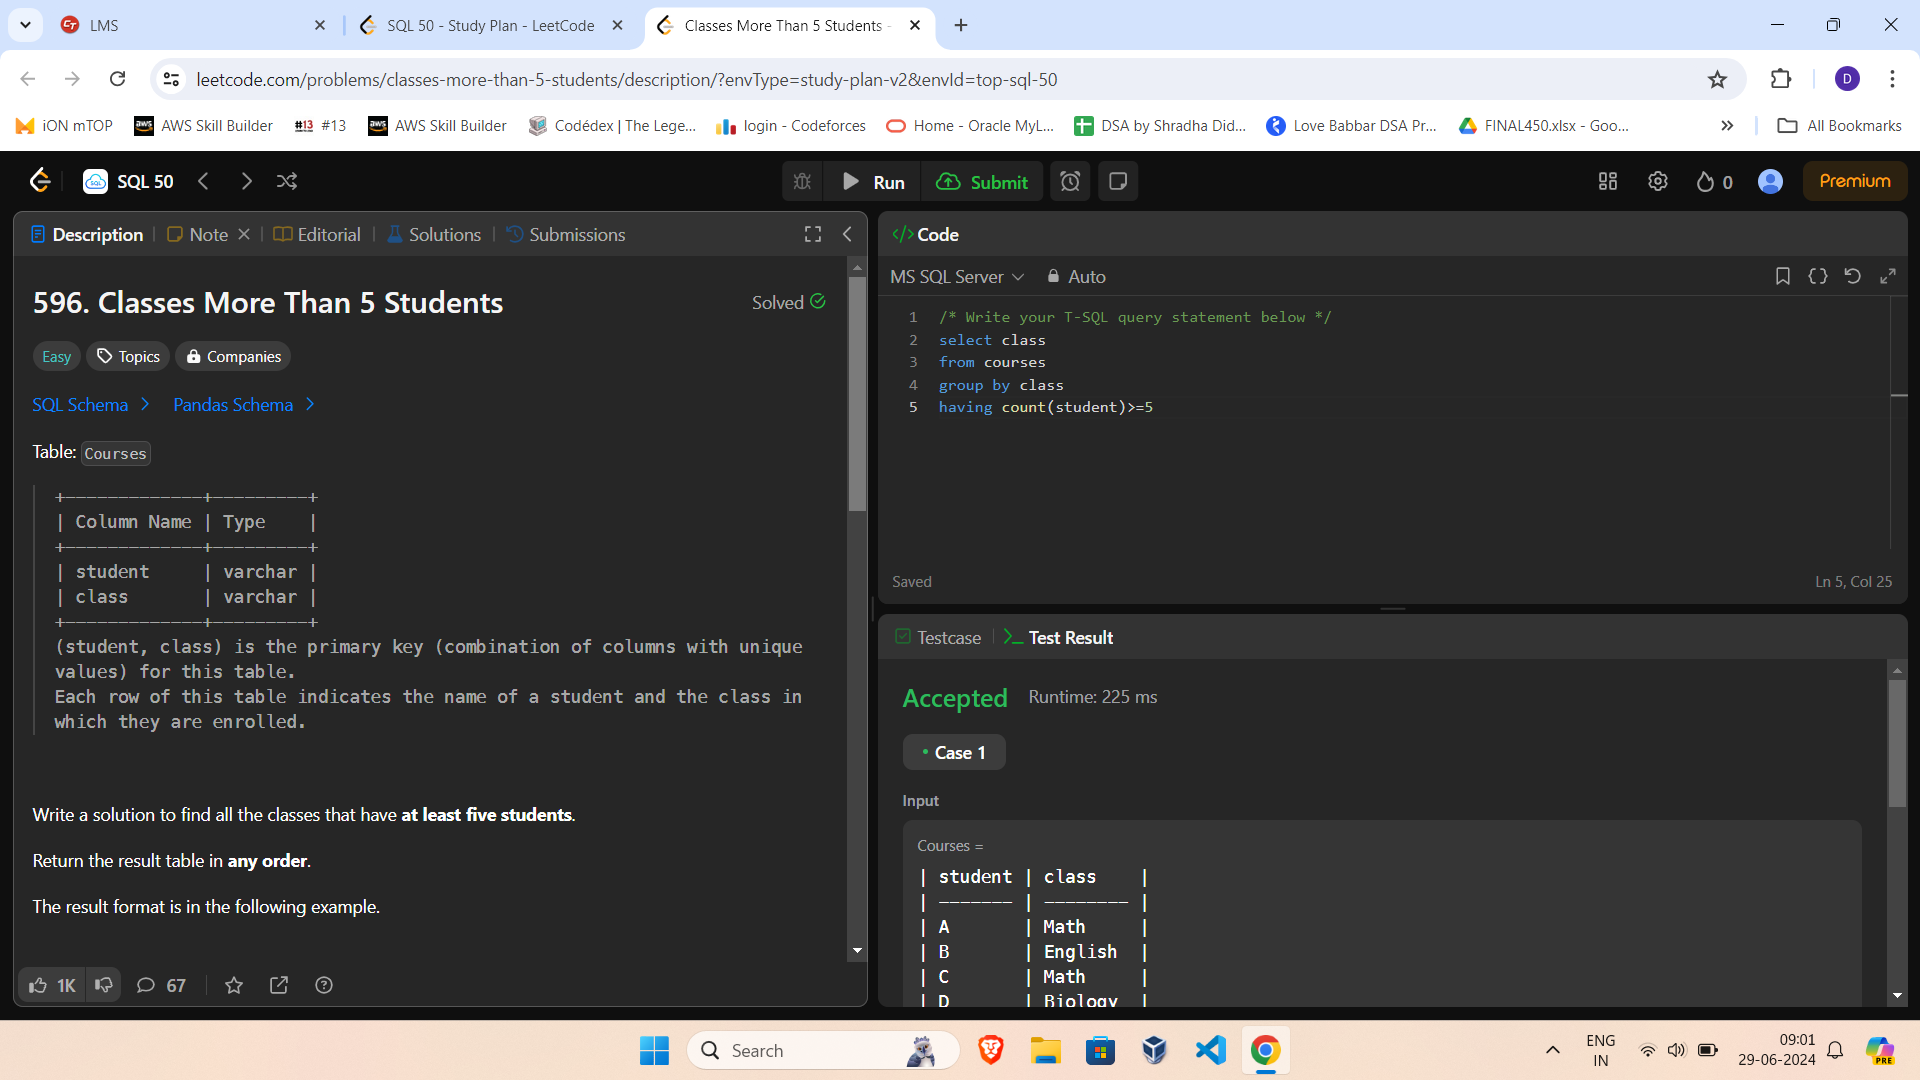 LMS
SQL 50 - Study Plan - LeetCode
Classes More Than 5 Students -
leetcode.com/problems/classes-more-than-5-students/description/?envType=study-plan-v2&envId=top-sql-50
D
iON mTOP
AWS Skill Builder
#13 #13
AWS Skill Builder
Codédex | The Lege...
login - Codeforces
Home - Oracle MyL...
DSA by Shradha Did...
Love Babbar DSA Pr...
FINAL450.xlsx - Goo...
All Bookmarks
SQL 50
Run
Submit
0
Premium
Description
Note
Editorial
Solutions
Submissions
596. Classes More Than 5 Students
Solved
Easy
Topics
Companies
SQL Schema
Pandas Schema
Table: Courses
+-------------+---------+
| Column Name | Type    |
+-------------+---------+
| student     | varchar |
| class       | varchar |
+-------------+---------+
(student, class) is the primary key (combination of columns with unique
values) for this table.
Each row of this table indicates the name of a student and the class in
which they are enrolled.
Write a solution to find all the classes that have at least five students.
Return the result table in any order.
The result format is in the following example.
1K
67
</> Code
MS SQL Server
Auto
1 /* Write your T-SQL query statement below */
2 select class
3 from courses
4 group by class
5 having count(student)>=5
Saved
Ln 5, Col 25
Testcase
>_ Test Result
Accepted
Runtime: 225 ms
• Case 1
Input
Courses =
| student | class    |
| ------- | -------- |
| A       | Math     |
| B       | English  |
| C       | Math     |
| D       | Biology  |
Search
PRE
ENG
IN
09:01
29-06-2024